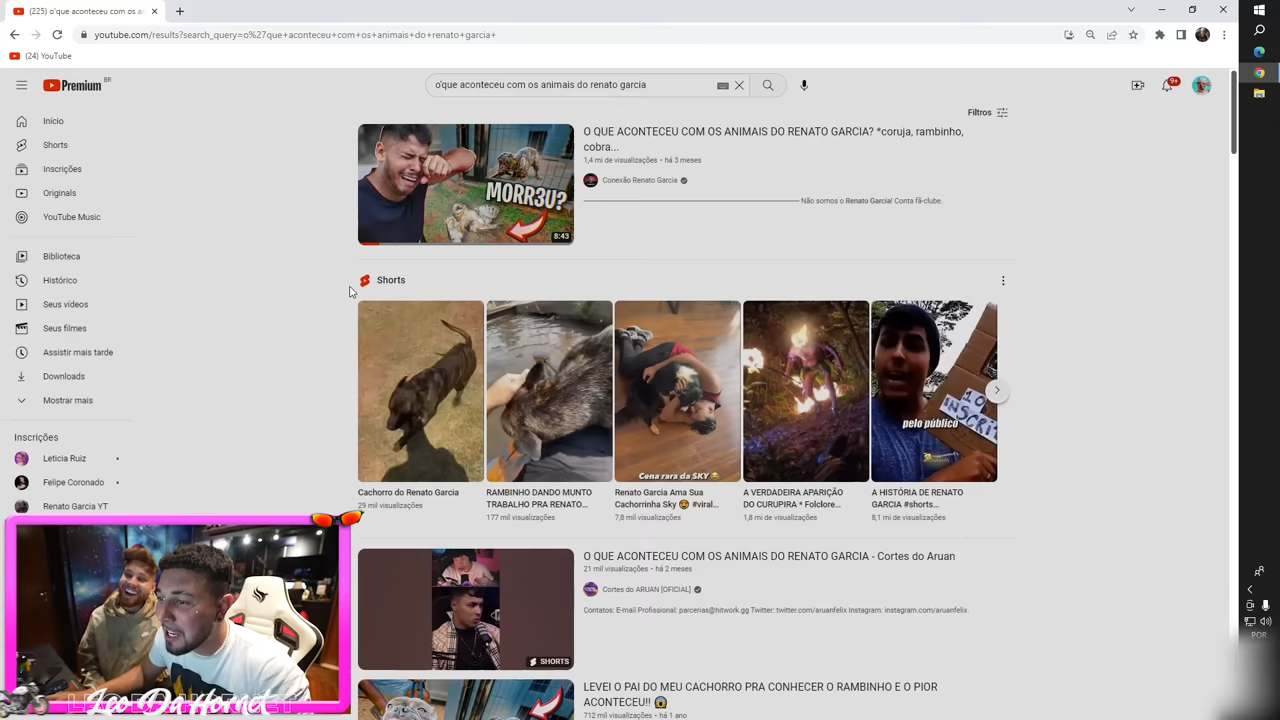 (225) o'que aconteceu com os an
youtube.com/results?search_query=o%27que+aconteceu+com+os+animais+do+renato+garcia+
(24) YouTube
Premium BR
o'que aconteceu com os animais do renato garcia
9+
Filtros
Início
Shorts
Inscrições
Originals
YouTube Music
Biblioteca
Histórico
Seus vídeos
Seus filmes
Assistir mais tarde
Downloads
Mostrar mais
Inscrições
Leticia Ruiz
Felipe Coronado
Renato Garcia YT
MORR3U?
8:43
O QUE ACONTECEU COM OS ANIMAIS DO RENATO GARCIA? *coruja, rambinho,
cobra...
1,4 mi de visualizações • há 3 meses
Conexão Renato Garcia
Não somos o Renato Garcia! Conta fã-clube.
Shorts
Cena rara da SKY
pelo público
10
INSCRIT
Cachorro do Renato Garcia
29 mil visualizações
RAMBINHO DANDO MUNTO
TRABALHO PRA RENATO...
177 mil visualizações
Renato Garcia Ama Sua
Cachorrinha Sky 😍 #viral...
7,8 mil visualizações
A VERDADEIRA APARIÇÃO
DO CURUPIRA * Folclore...
1,8 mi de visualizações
A HISTÓRIA DE RENATO
GARCIA #shorts...
8,1 mi de visualizações
SHORTS
O QUE ACONTECEU COM OS ANIMAIS DO RENATO GARCIA - Cortes do Aruan
21 mil visualizações • há 2 meses
Cortes do ARUAN [OFICIAL]
Contatos: E-mail Profissional: parcerias@hitwork.gg Twitter: twitter.com/aruanfelix Instagram: instagram.com/aruanfelix.
LEVEI O PAI DO MEU CACHORRO PRA CONHECER O RAMBINHO E O PIOR
ACONTECEU!! 😱
712 mil visualizações • há 1 ano
POR
Leo Da Hornet